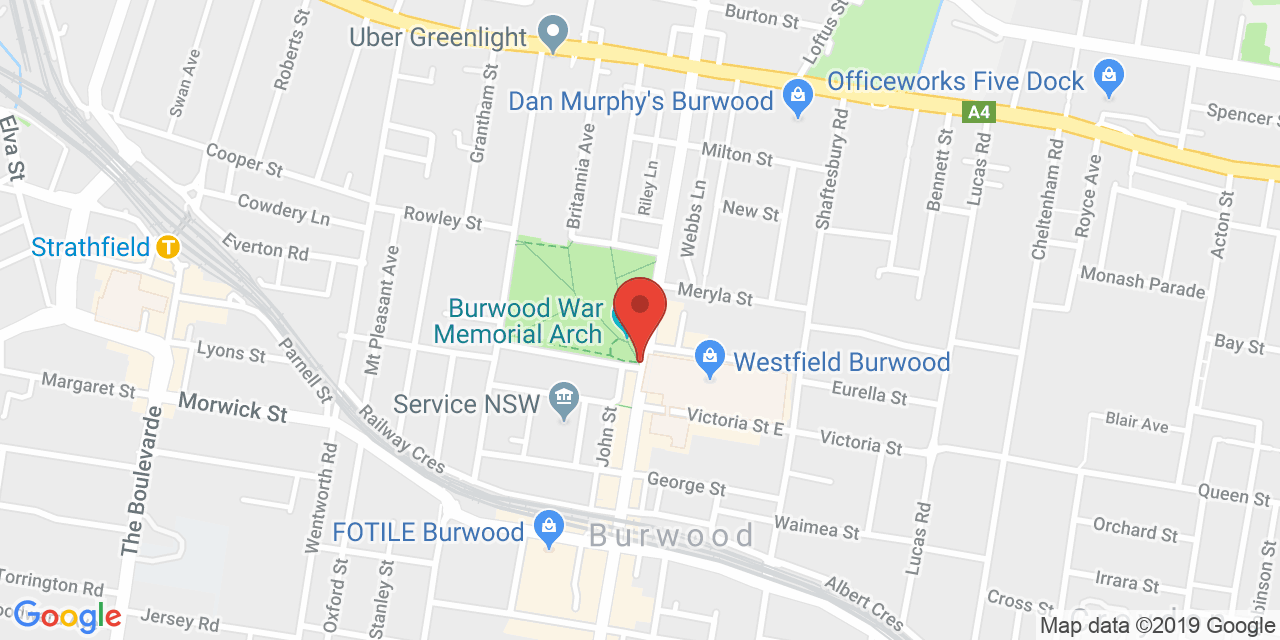 Burton St
Loftus St
Roberts St
Uber Greenlight
Swan Ave
Grantham St
Dan Murphy's Burwood
Officeworks Five Dock
A4
Spencer S
Elva St
Cooper St
Britannia Ave
Riley Ln
Milton St
Shaftesbury Rd
Bennett St
Lucas Rd
Cheltenham Rd
Royce Ave
Acton St
Cowdery Ln
Rowley St
Webbs Ln
New St
Strathfield
T
Everton Rd
Mt Pleasant Ave
Monash Parade
Meryla St
Burwood War
Memorial Arch
Westfield Burwood
Bay St
Lyons St
Parnell St
Margaret St
Morwick St
Service NSW
Eurella St
Victoria St E
Victoria St
Blair Ave
The Boulevarde
Railway Cres
John St
George St
Queen St
Wentworth Rd
FOTILE Burwood
Burwood
Waimea St
Lucas Rd
Orchard St
Torrington Rd
Oxford St
Stanley St
Albert Cres
Irrara St
Cross St
Google
Jersey Rd
Map data ©2019 Google